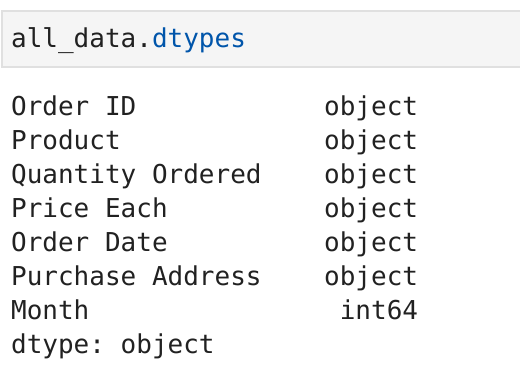 all_data.dtypes
Order ID object
Product object
Quantity Ordered object
Price Each object
Order Date object
Purchase Address object
Month int64
dtype: object